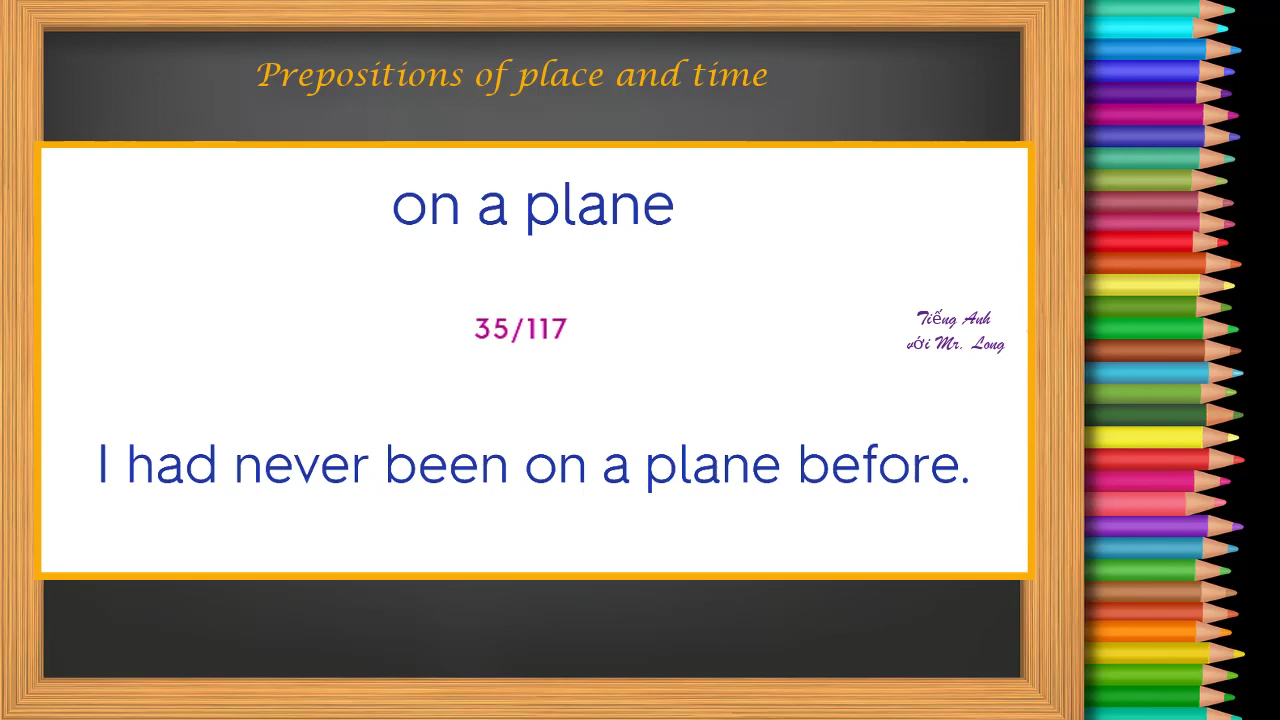 Prepositions of place and time
on a plane
35/117
Tiếng Anh
với Mr. Long
I had never been on a plane before.